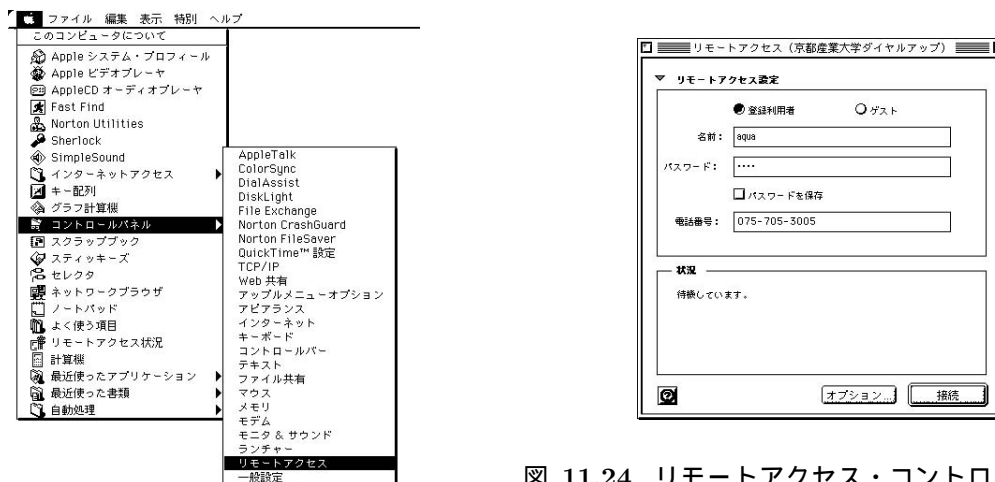 ファイル 編集 表示 特別 ヘルプ
このコンピュータについて
Apple システム・プロフィール
Apple ビデオプレーヤ
AppleCD オーディオプレーヤ
Fast Find
Norton Utilities
Sherlock
SimpleSound
インターネットアクセス
キー配列
グラフ計算機
コントロールパネル
スクラップブック
スティッキーズ
セレクタ
ネットワークブラウザ
ノートパッド
よく使う項目
リモートアクセス状況
計算機
最近使ったアプリケーション
最近使った書類
自動処理
AppleTalk
ColorSync
DialAssist
DiskLight
File Exchange
Norton CrashGuard
Norton FileSaver
QuickTime™ 設定
TCP/IP
Web 共有
アップルメニューオプション
アピアランス
インターネット
キーボード
コントロールバー
テキスト
ファイル共有
マウス
メモリ
モデム
モニタ & サウンド
ランチャー
リモートアクセス
一般設定
リモートアクセス（京都産業大学ダイヤルアップ）
リモートアクセス設定
登録利用者 ゲスト
名前： aqua
パスワード： ••••
パスワードを保存
電話番号： 075-705-3005
状況
待機しています。
オプション... 接続
図 11.24 リモートアクセス・コントロ